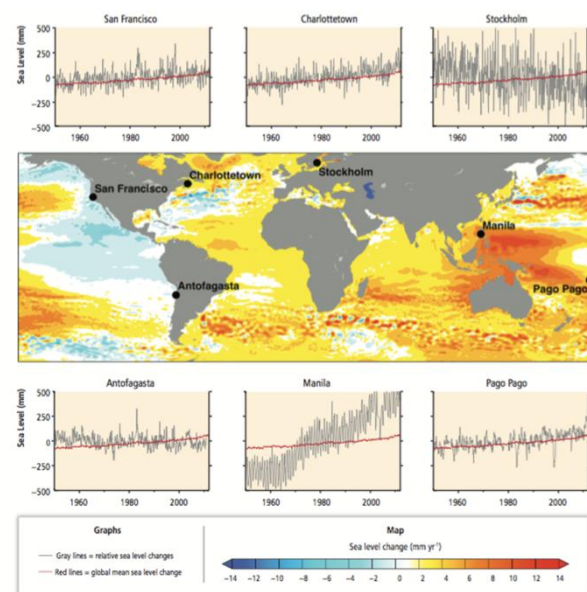 San Francisco
Charlottetown
Stockholm
Sea Level (mm)
500
250
0
−250
−500
1960
1980
2000
1960
1980
2000
1960
1980
2000
San Francisco
Charlottetown
Stockholm
Manila
Antofagasta
Pago Pago
Antofagasta
Manila
Pago Pago
Sea Level (mm)
500
250
0
−250
−500
1960
1980
2000
1960
1980
2000
1960
1980
2000
Graphs
Gray lines = relative sea level changes
Red lines = global mean sea level change
Map
Sea level change (mm yr⁻¹)
−14
−12
−10
−8
−6
−4
−2
0
2
4
6
8
10
12
14